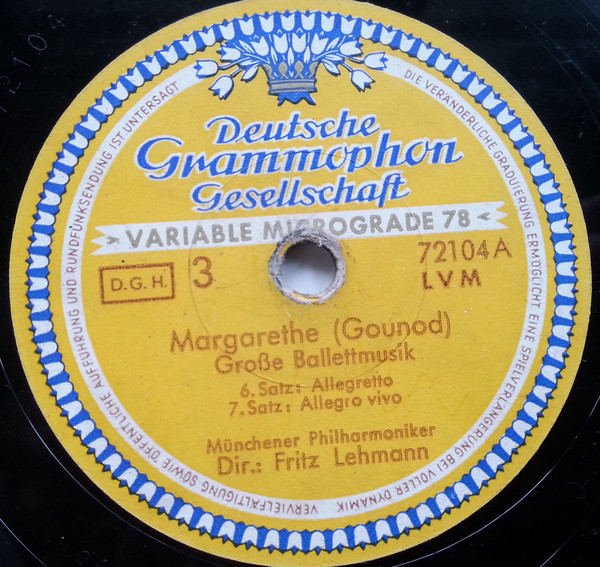 72104
Deutsche
Grammophon
Gesellschaft
VARIABLE MICROGRADE 78
D.G.H.
3
72104 A
LVM
Margarethe (Gounod)
Große Ballettmusik
6. Satz: Allegretto
7. Satz: Allegro vivo
Münchener Philharmoniker
Dir.: Fritz Lehmann
DIE VERÄNDERLICHE GRADUIERUNG ERMÖGLICHT EINE SPIELVERLÄNGERUNG BEI VOLLER DYNAMIK
VERVIELFÄLTIGUNG SOWIE ÖFFENTLICHE AUFFÜHRUNG UND RUNDFUNKSENDUNG IST UNTERSAGT